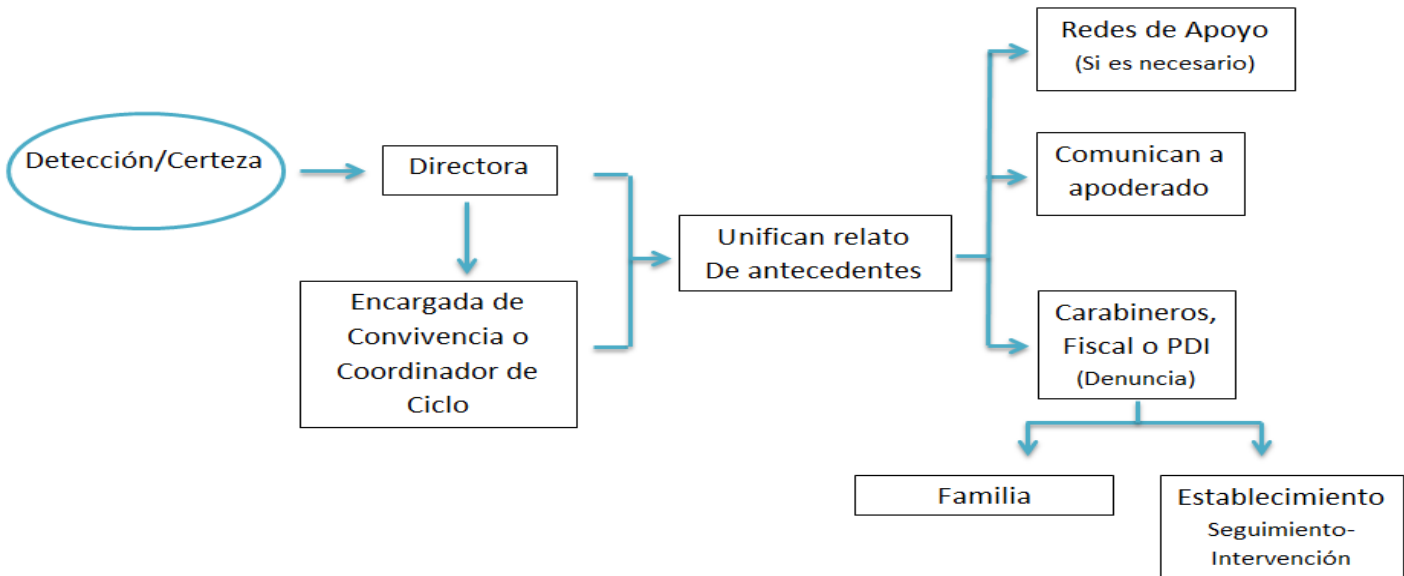 Detección/Certeza
Directora
Encargada de
Convivencia o
Coordinador de
Ciclo
Unifican relato
De antecedentes
Redes de Apoyo
(Si es necesario)
Comunican a
apoderado
Carabineros,
Fiscal o PDI
(Denuncia)
Familia
Establecimiento
Seguimiento-
Intervención